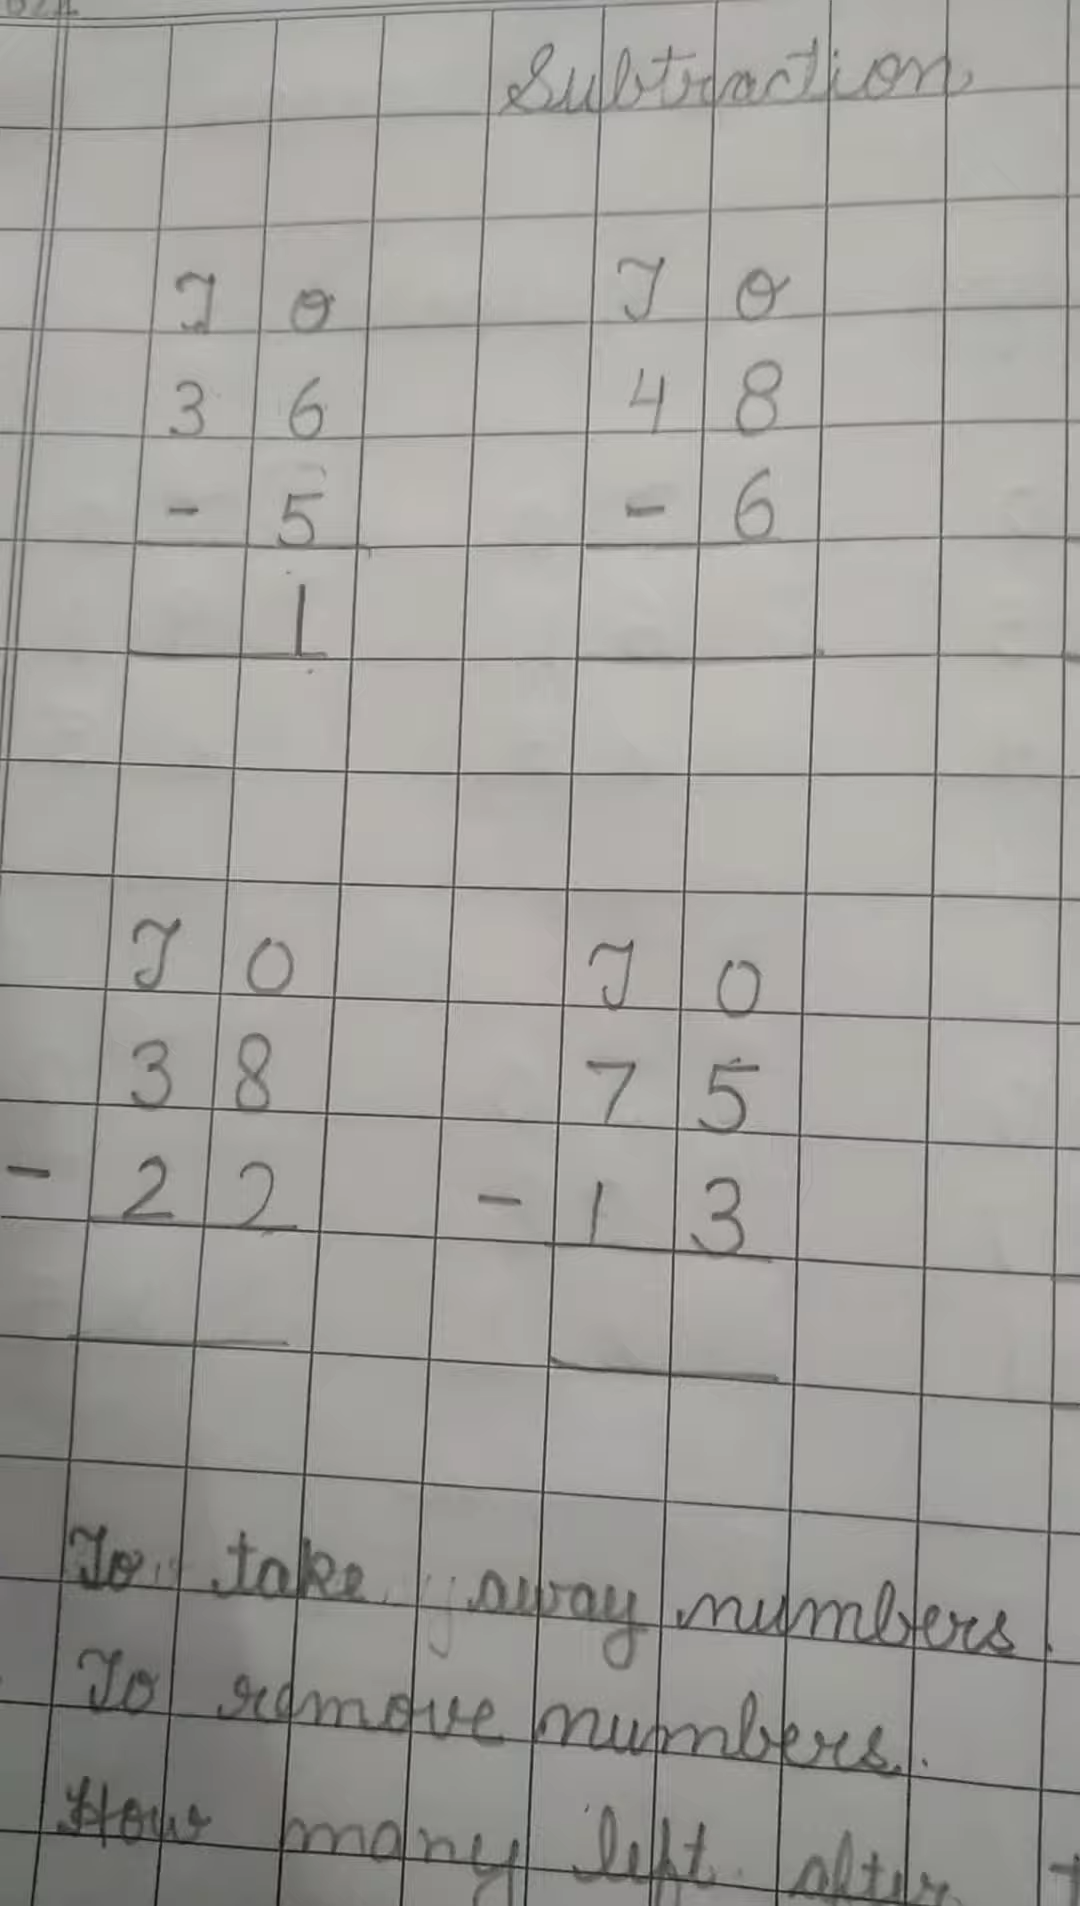 Subtraction
T O T O
3 6 4 8
- 5 - 6
1
T O T O
3 8 7 5
- 2 2 - 1 3
To take away numbers.
To remove numbers.
How many left after